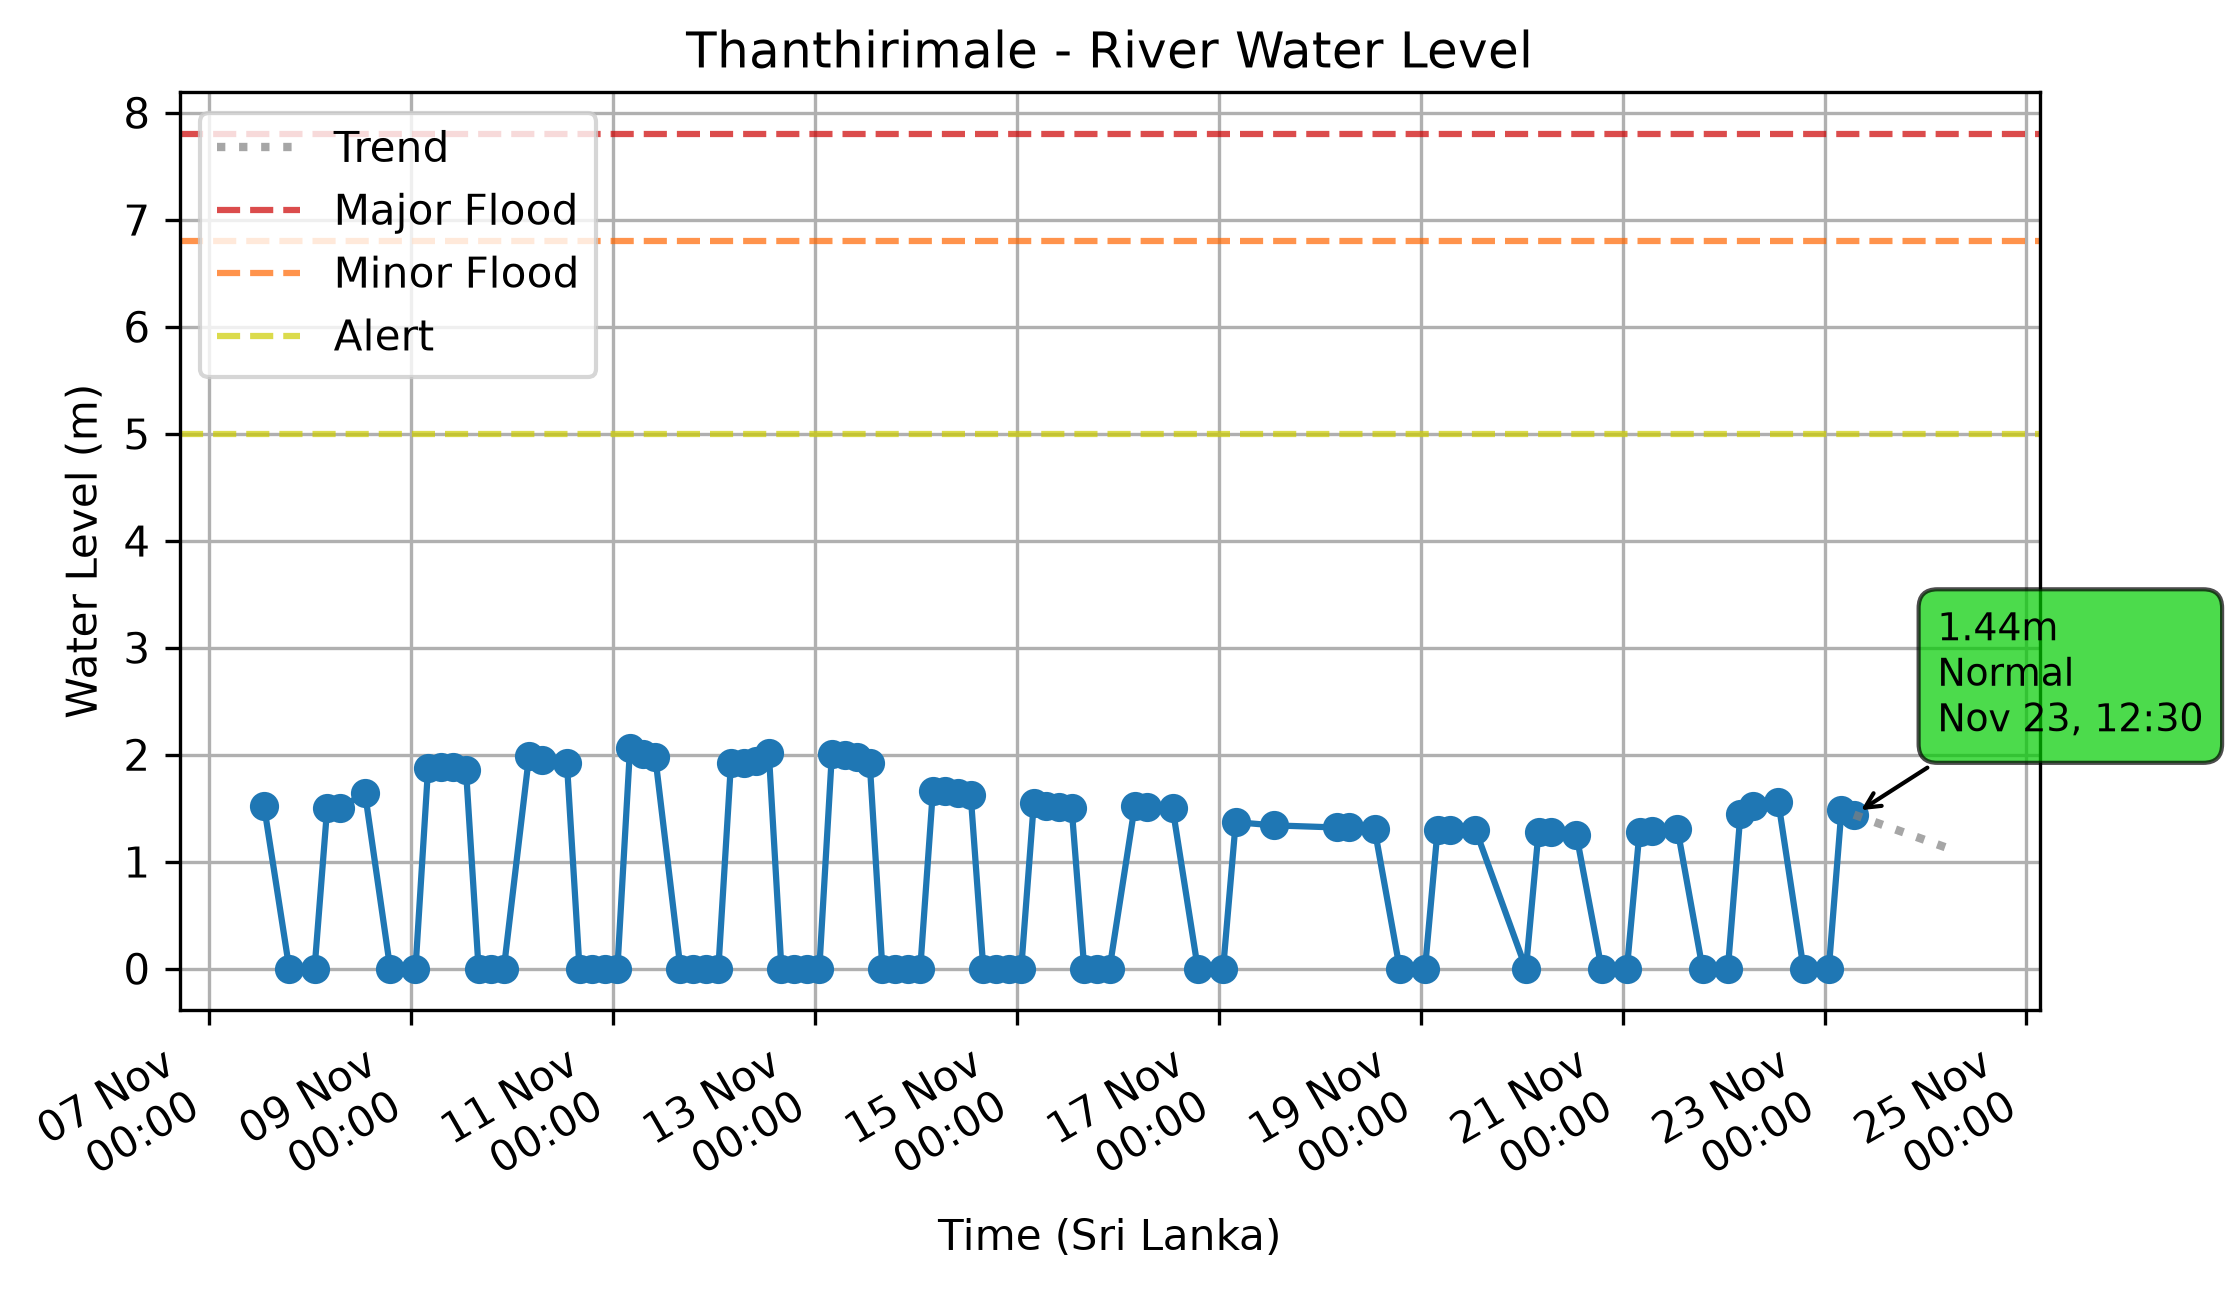 Thanthirimale - River Water Level
Trend
Major Flood
Minor Flood
Alert
Water Level (m)
8
7
6
5
4
3
2
1
0
1.44m
Normal
Nov 23, 12:30
07 Nov
00:00
09 Nov
00:00
11 Nov
00:00
13 Nov
00:00
15 Nov
00:00
17 Nov
00:00
19 Nov
00:00
21 Nov
00:00
23 Nov
00:00
25 Nov
00:00
Time (Sri Lanka)